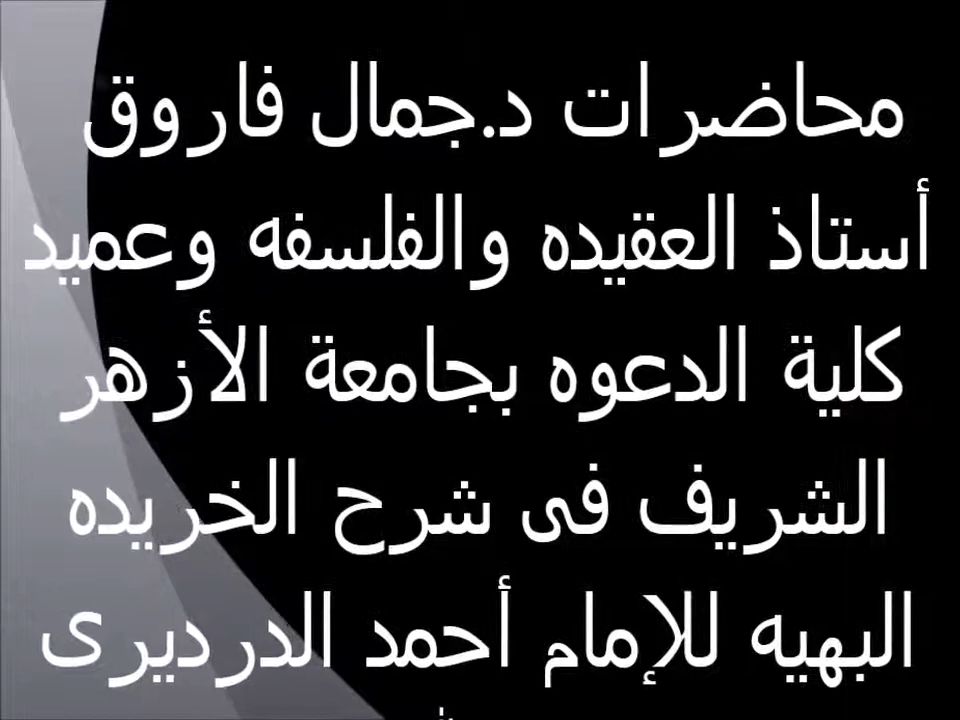 محاضرات د.جمال فاروق
أستاذ العقيده والفلسفه وعميد
كلية الدعوه بجامعة الأزهر
الشريف فى شرح الخريده
البهيه للإمام أحمد الدرديرى